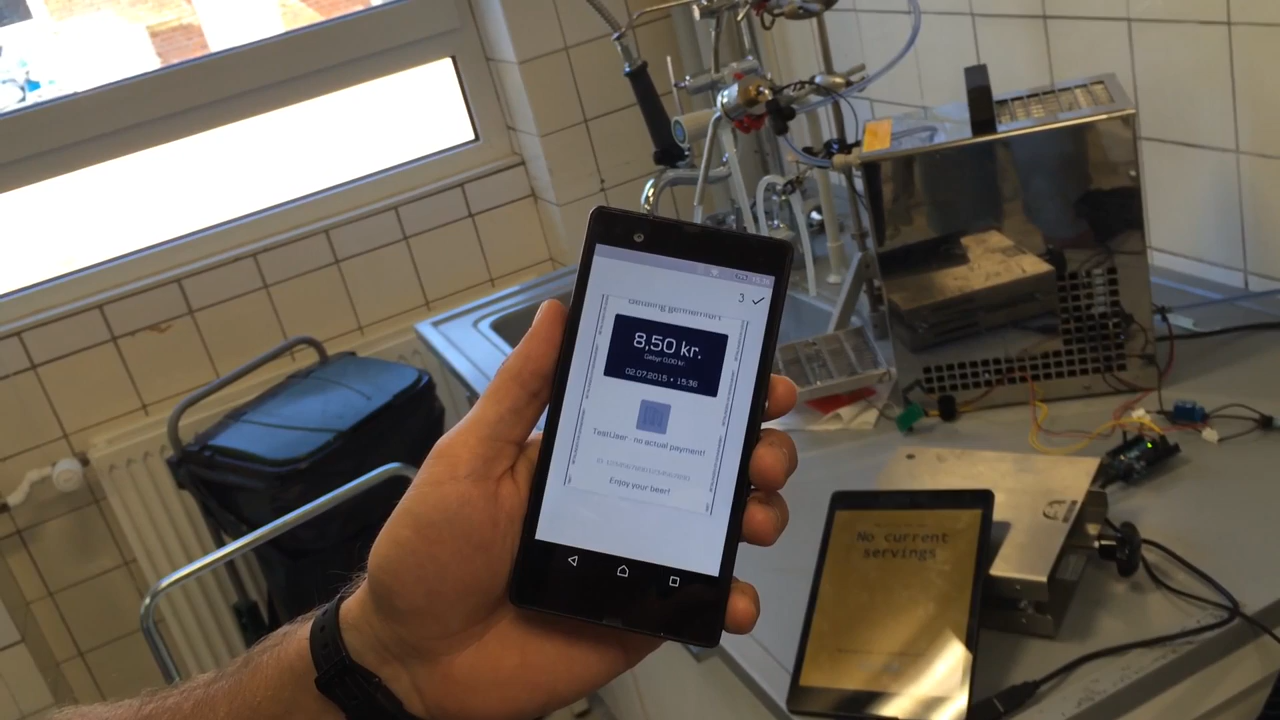 3
Betaling gennemført
8,50 kr.
Gebyr 0,00 kr.
02.07.2015 • 15:36
TestUser - no actual payment!
Enjoy your beer!
No current
servings